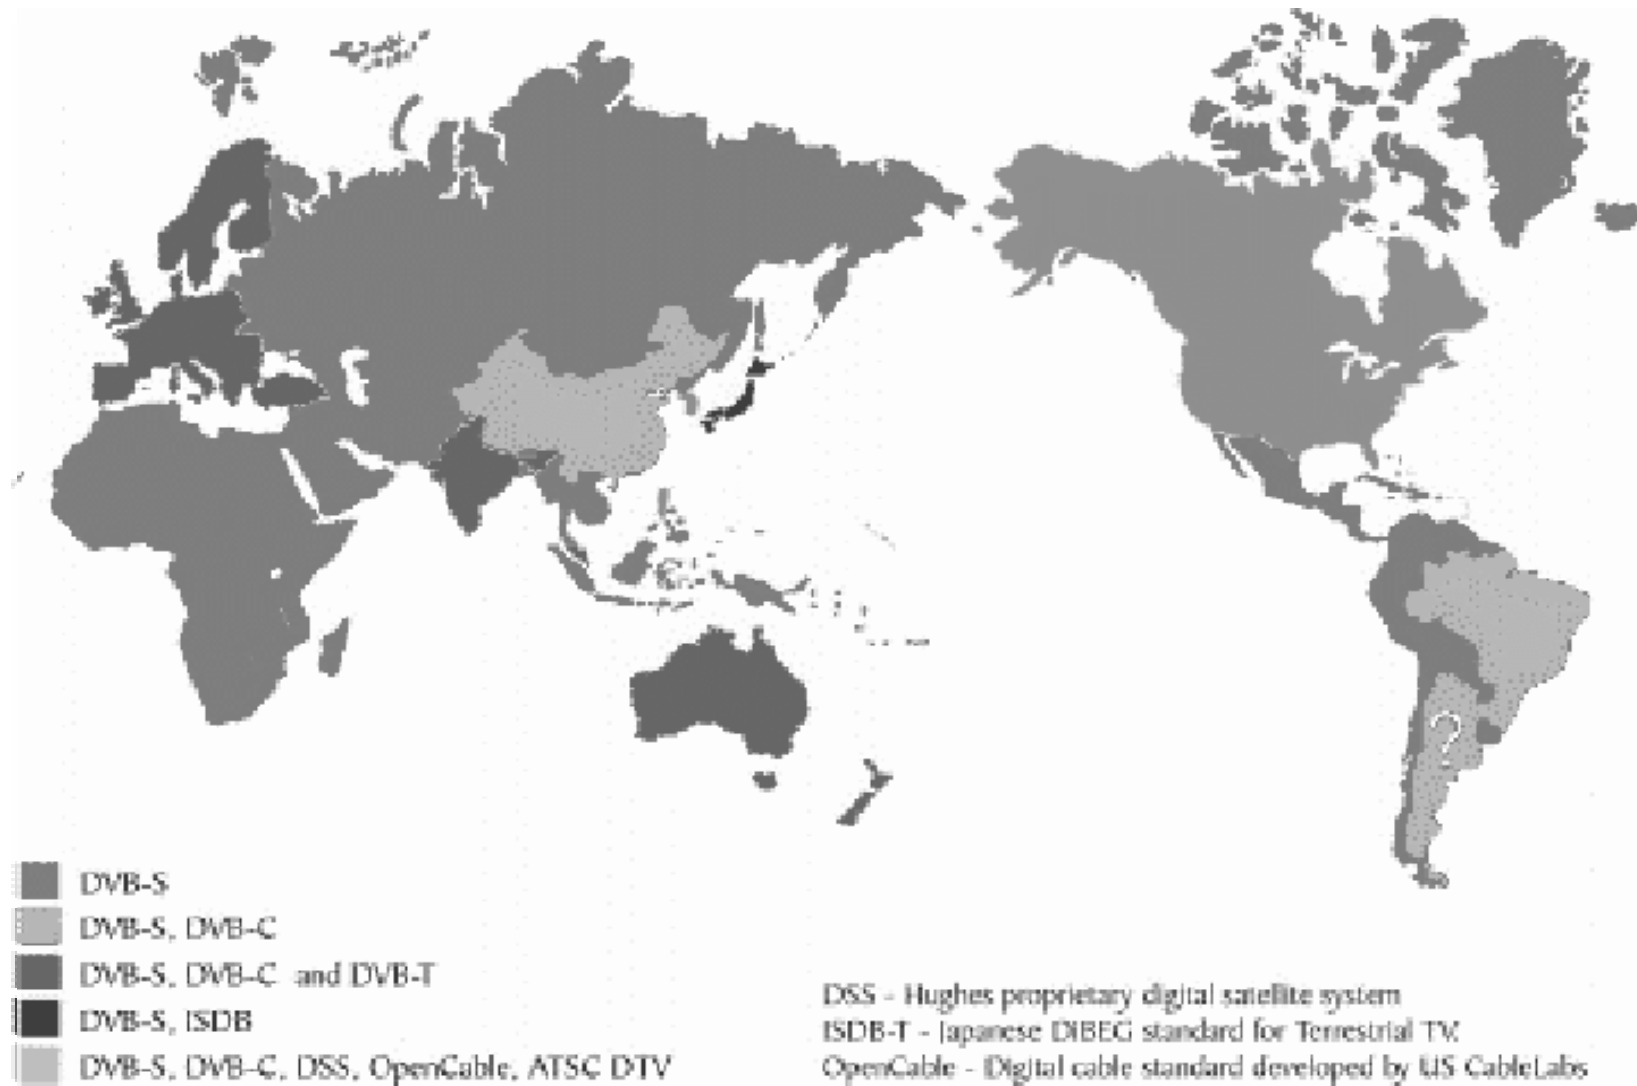 ?
DVB-S
DVB-S, DVB-C
DVB-S, DVB-C and DVB-T
DVB-S, ISDB
DVB-S, DVB-C, DSS, OpenCable, ATSC DTV
DSS - Hughes proprietary digital satellite system
ISDB-T - Japanese DiBEG standard for Terrestrial TV.
OpenCable - Digital cable standard developed by US CableLabs